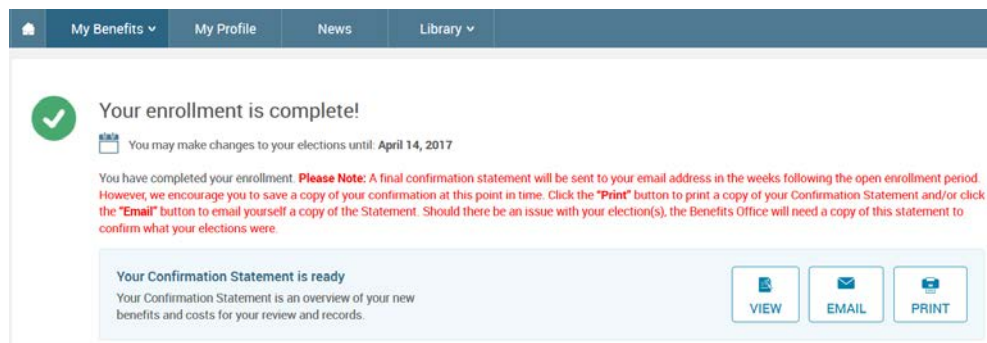 My Benefits My Profile News Library
Your enrollment is complete!
You may make changes to your elections until: April 14, 2017
You have completed your enrollment. Please Note: A final confirmation statement will be sent to your email address in the weeks following the open enrollment period.
However, we encourage you to save a copy of your confirmation at this point in time. Click the "Print" button to print a copy of your Confirmation Statement and/or click
the "Email" button to email yourself a copy of the Statement. Should there be an issue with your election(s), the Benefits Office will need a copy of this statement to
confirm what your elections were.
Your Confirmation Statement is ready
Your Confirmation Statement is an overview of your new
benefits and costs for your review and records.
VIEW EMAIL PRINT